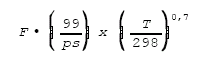 F • (99/ps) x (T/298)^0,7